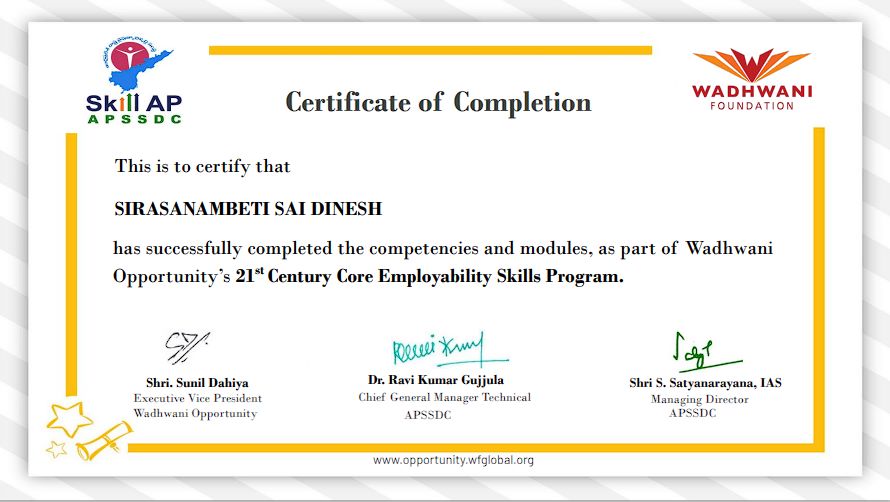 Skill AP
APSSDC
WADHWANI
FOUNDATION
Certificate of Completion
This is to certify that
SIRASANAMBETI SAI DINESH
has successfully completed the competencies and modules, as part of Wadhwani
Opportunity's 21st Century Core Employability Skills Program.
Shri. Sunil Dahiya
Executive Vice President
Wadhwani Opportunity
Ravi Kumar
Dr. Ravi Kumar Gujjula
Chief General Manager Technical
APSSDC
Shri S. Satyanarayana, IAS
Managing Director
APSSDC
www.opportunity.wfglobal.org